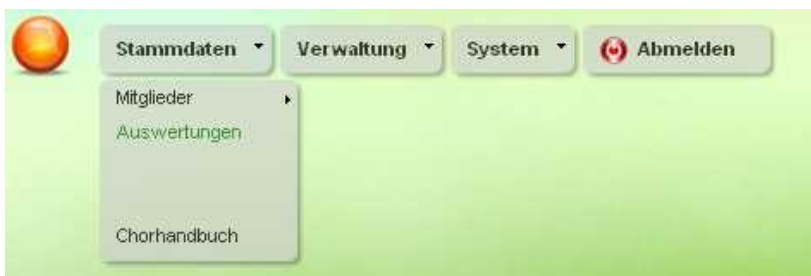 Stammdaten Verwaltung System Abmelden
Mitglieder
Auswertungen
Chorhandbuch